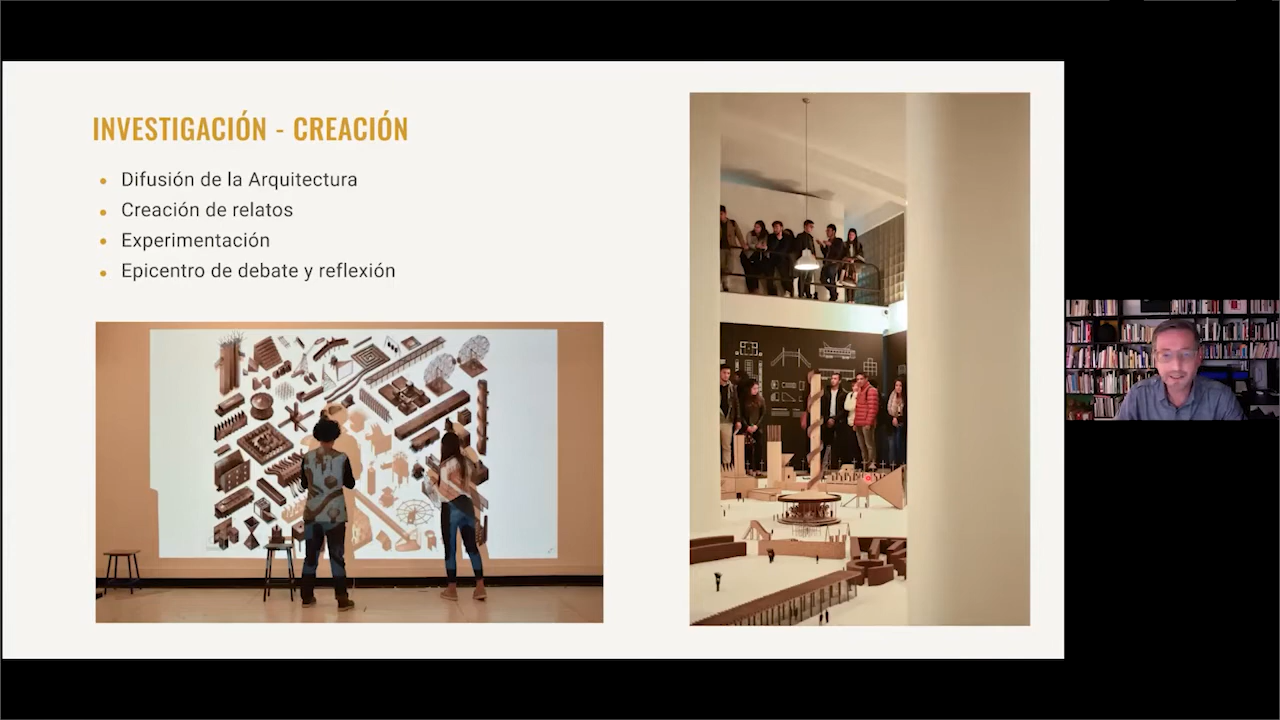 INVESTIGACIÓN - CREACIÓN
Difusión de la Arquitectura
Creación de relatos
Experimentación
Epicentro de debate y reflexión